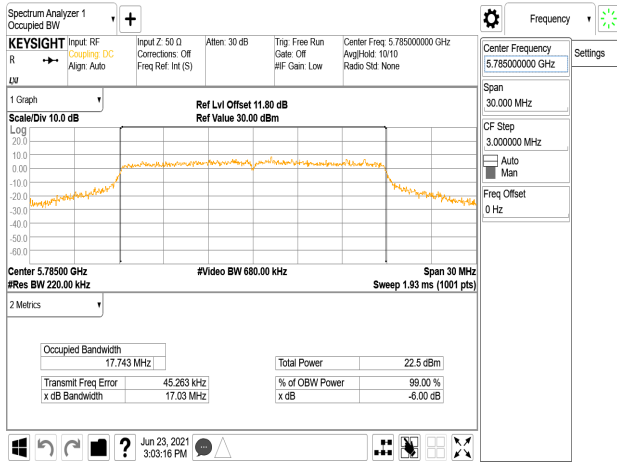 Spectrum Analyzer 1
Occupied BW
KEYSIGHT
R
LXI
Input: RF
Coupling: DC
Align: Auto
Input Z: 50 Ω
Corrections: Off
Freq Ref: Int (S)
Atten: 30 dB
Trig: Free Run
Gate: Off
#IF Gain: Low
Center Freq: 5.785000000 GHz
Avg|Hold: 10/10
Radio Std: None
1 Graph
Scale/Div 10.0 dB
Ref Lvl Offset 11.80 dB
Ref Value 30.00 dBm
Log
20.0
10.0
0.00
-10.0
-20.0
-30.0
-40.0
-50.0
-60.0
Center 5.78500 GHz
#Video BW 680.00 kHz
Span 30 MHz
#Res BW 220.00 kHz
Sweep 1.93 ms (1001 pts)
2 Metrics
Occupied Bandwidth
17.743 MHz
Total Power 22.5 dBm
Transmit Freq Error 45.263 kHz
% of OBW Power 99.00 %
x dB Bandwidth 17.03 MHz
x dB -6.00 dB
?
Jun 23, 2021
3:03:16 PM
Frequency
Center Frequency
5.785000000 GHz
Settings
Span
30.000 MHz
CF Step
3.000000 MHz
Auto
Man
Freq Offset
0 Hz